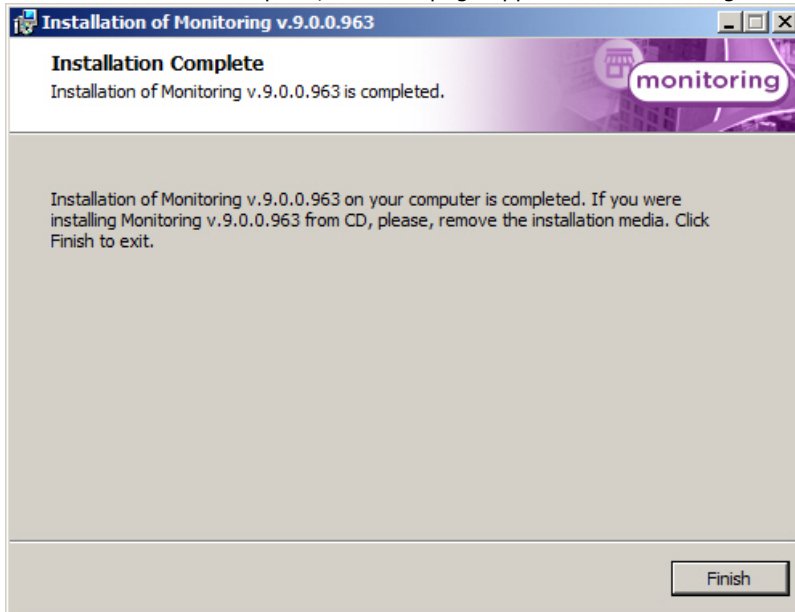 Installation of Monitoring v.9.0.0.963
Installation Complete
Installation of Monitoring v.9.0.0.963 is completed.
monitoring
Installation of Monitoring v.9.0.0.963 on your computer is completed. If you were
installing Monitoring v.9.0.0.963 from CD, please, remove the installation media. Click
Finish to exit.
Finish